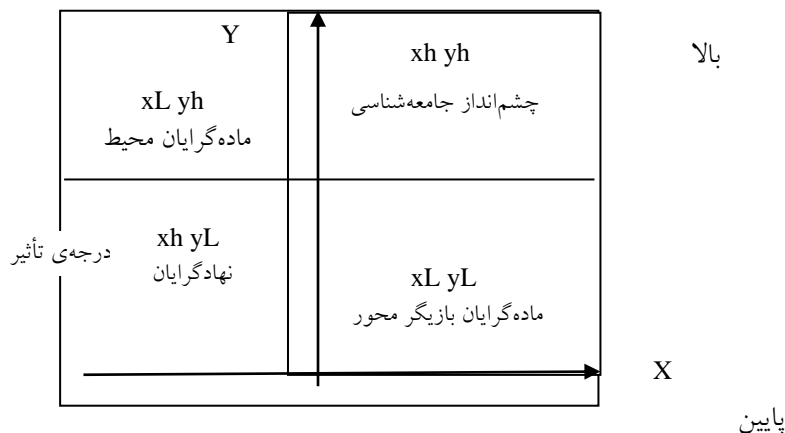 Y
بالا
xh yh
چشم‌انداز جامعه‌شناسی
xL yh
ماده‌گرایان محیط
درجه‌ی تأثیر
xh yL
نهادگرایان
xL yL
ماده‌گرایان بازیگر محور
X
پایین